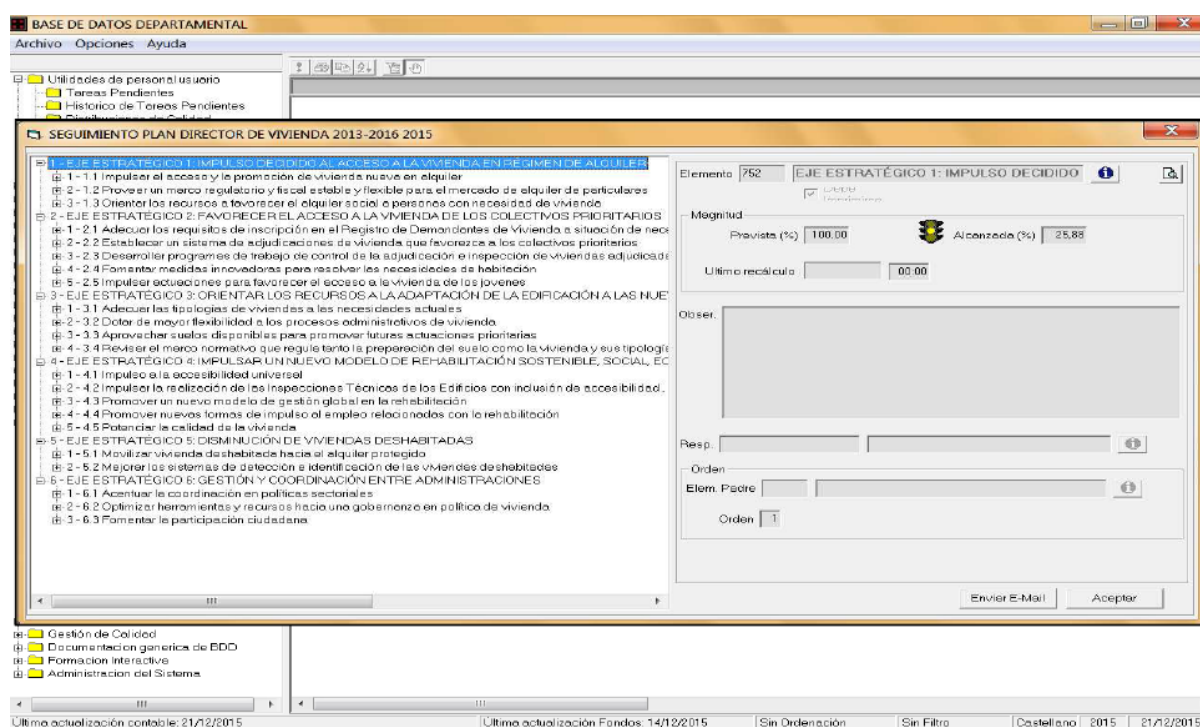 BASE DE DATOS DEPARTAMENTAL
Archivo Opciones Ayuda
Utilidades de personal usuario
Tareas Pendientes
Historico de Tareas Pendientes
SEGUIMIENTO PLAN DIRECTOR DE VIVIENDA 2013-2016 2015
1 - EJE ESTRATÉGICO 1: IMPULSO DECIDIDO AL ACCESO A LA VIVIENDA EN RÉGIMEN DE ALQUILER
1 - 1.1 Impulsar el acceso y la promoción de vivienda nueva en alquiler
2 - 1.2 Proveer un marco regulatorio y fiscal estable y flexible para el mercado de alquiler de particulares
3 - 1.3 Orientar los recursos a favorecer el alquiler social a personas con necesidad de vivienda
2 - EJE ESTRATÉGICO 2: FAVORECER EL ACCESO A LA VIVIENDA DE LOS COLECTIVOS PRIORITARIOS
1 - 2.1 Adecuar los requisitos de inscripción en el Registro de Demandantes de Vivienda a situación de nece
2 - 2.2 Establecer un sistema de adjudicaciones de vivienda que favorezca a los colectivos prioritarios
3 - 2.3 Desarrollar programas de trabajo de control de la adjudicación e inspección de viviendas adjudicada
4 - 2.4 Fomentar medidas innovadoras para resolver las necesidades de habitación
5 - 2.5 Impulsar actuaciones para favorecer el acceso a la vivienda de los jovenes
3 - EJE ESTRATÉGICO 3: ORIENTAR LOS RECURSOS A LA ADAPTACIÓN DE LA EDIFICACIÓN A LAS NUE
1 - 3.1 Adecuar las tipologías de viviendas a las necesidades actuales
2 - 3.2 Dotar de mayor flexibilidad a los procesos administrativos de vivienda
3 - 3.3 Aprovechar suelos disponibles para promover futuras actuaciones prioritarias
4 - 3.4 Revisar el marco normativo que regule tanto la preparación del suelo como la vivienda y sus tipologí
4 - EJE ESTRATÉGICO 4: IMPULSAR UN NUEVO MODELO DE REHABILITACIÓN SOSTENIBLE, SOCIAL, EC
1 - 4.1 Impulso a la accesibilidad universal
2 - 4.2 Impulsar la realización de las Inspecciones Técnicas de los Edificios con inclusión de accesibilidad,
3 - 4.3 Promover un nuevo modelo de gestión global en la rehabilitación
4 - 4.4 Promover nuevas formas de impulso al empleo relacionadas con la rehabilitación
5 - 4.5 Potenciar la calidad de la vivienda
5 - EJE ESTRATÉGICO 5: DISMINUCIÓN DE VIVIENDAS DESHABITADAS
1 - 5.1 Movilizar vivienda deshabitada hacia el alquiler protegido
2 - 5.2 Mejorar los sistemas de detección e identificación de las viviendas deshabitadas
6 - EJE ESTRATÉGICO 6: GESTIÓN Y COORDINACIÓN ENTRE ADMINISTRACIONES
1 - 6.1 Acentuar la coordinación en políticas sectoriales
2 - 6.2 Optimizar herramientas y recursos hacia una gobernanza en política de vivienda
3 - 6.3 Fomentar la participación ciudadana
Elemento 752 EJE ESTRATÉGICO 1: IMPULSO DECIDIDO
Magnitud
Prevista (%) 100,00 Alcanzada (%) 25,88
Ultimo recálculo 00:00
Obser.
Resp.
Orden
Elem. Padre
Orden 1
Enviar E-Mail Aceptar
Gestión de Calidad
Documentacion generica de BDD
Formacion Interactiva
Administracion del Sistema
Última actualización contable: 21/12/2015 Última actualización Fondos: 14/12/2015 Sin Ordenación Sin Filtro Castellano 2015 21/12/2015